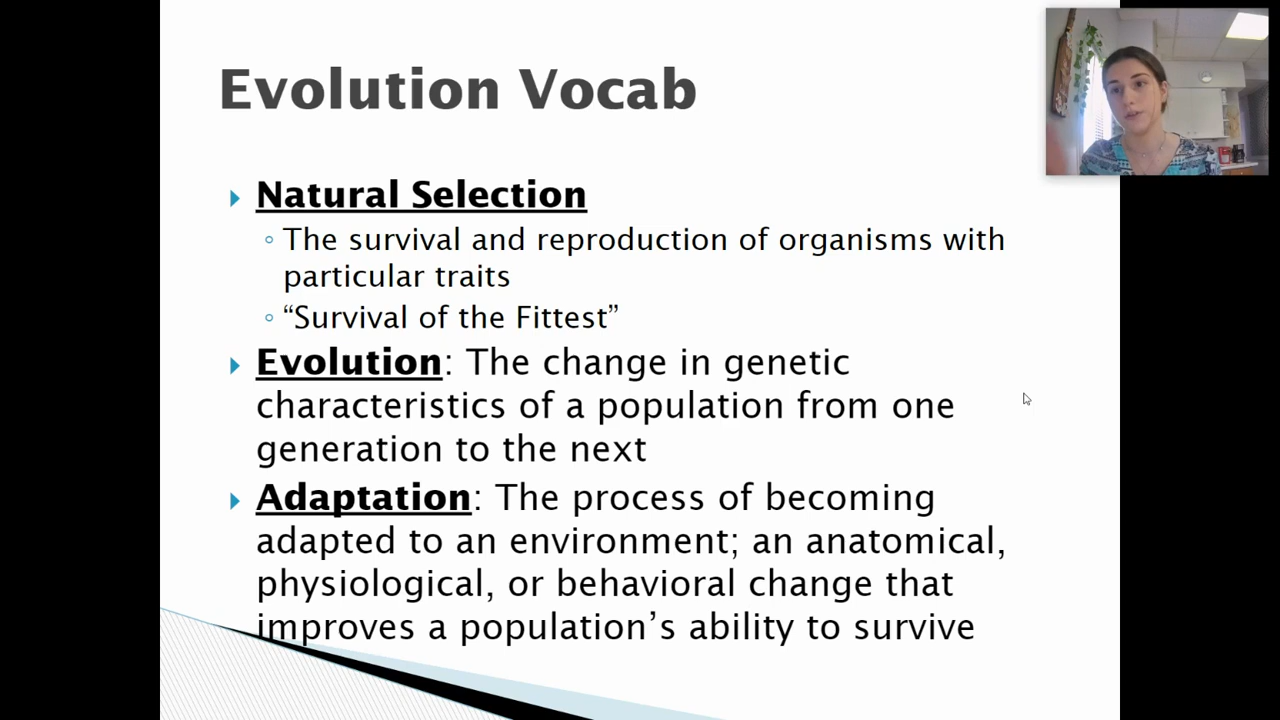 Evolution Vocab
Natural Selection
The survival and reproduction of organisms with
particular traits
“Survival of the Fittest”
Evolution: The change in genetic
characteristics of a population from one
generation to the next
Adaptation: The process of becoming
adapted to an environment; an anatomical,
physiological, or behavioral change that
improves a population’s ability to survive